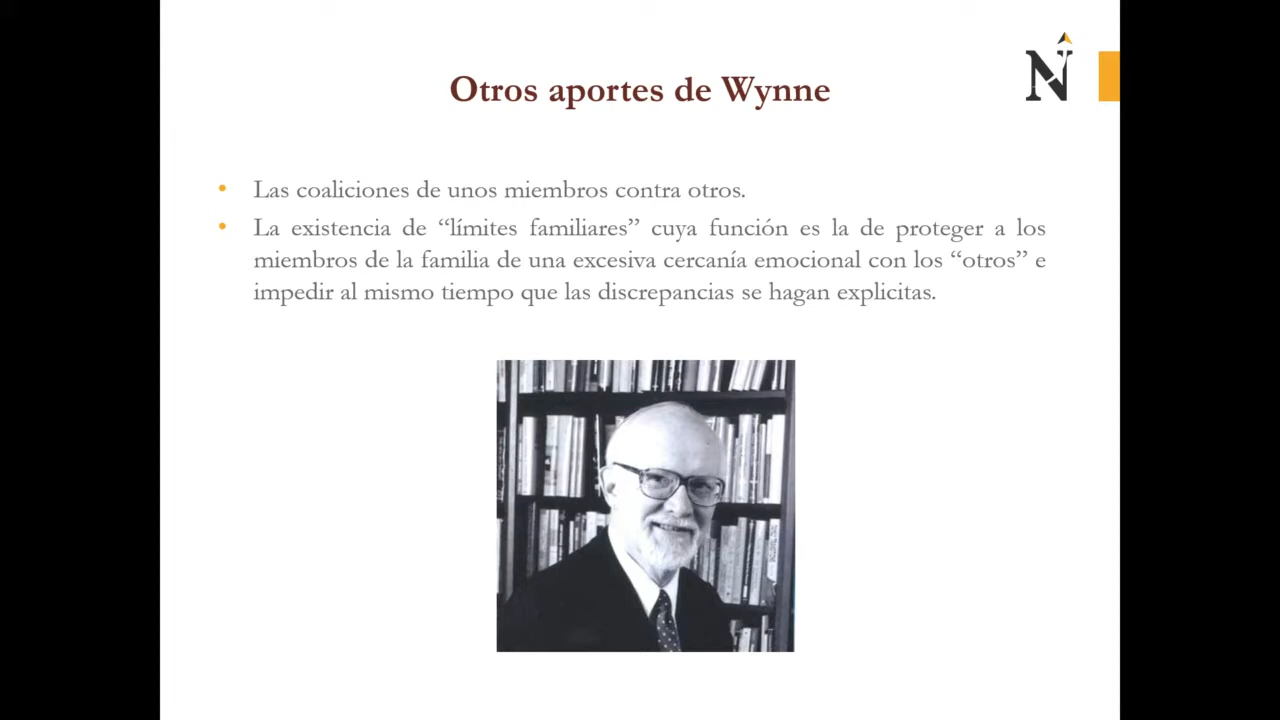 Otros aportes de Wynne
N
• Las coaliciones de unos miembros contra otros.
• La existencia de “límites familiares” cuya función es la de proteger a los
miembros de la familia de una excesiva cercanía emocional con los “otros” e
impedir al mismo tiempo que las discrepancias se hagan explicitas.